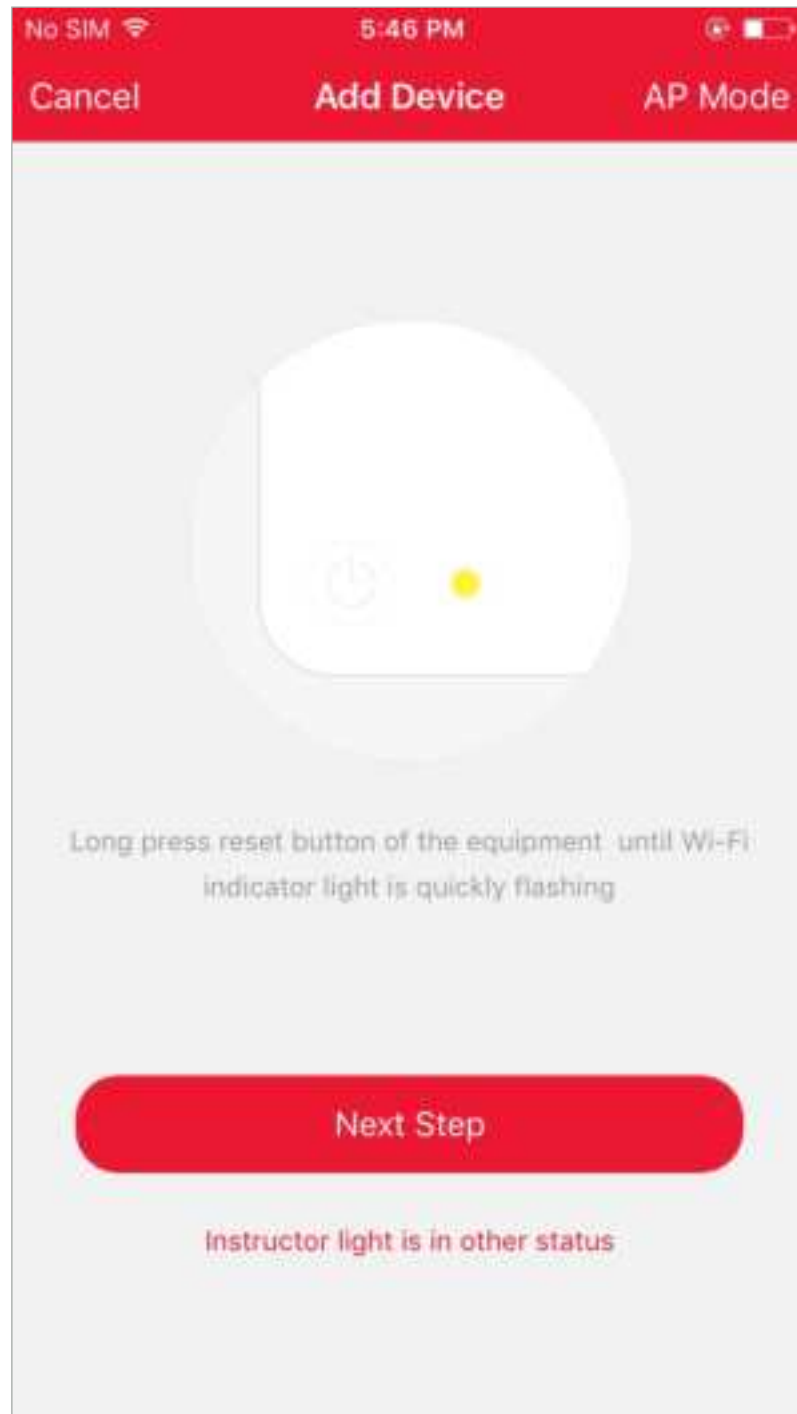 No SIM 5:46 PM
Cancel Add Device AP Mode
Long press reset button of the equipment until Wi-Fi
indicator light is quickly flashing
Next Step
Instructor light is in other status